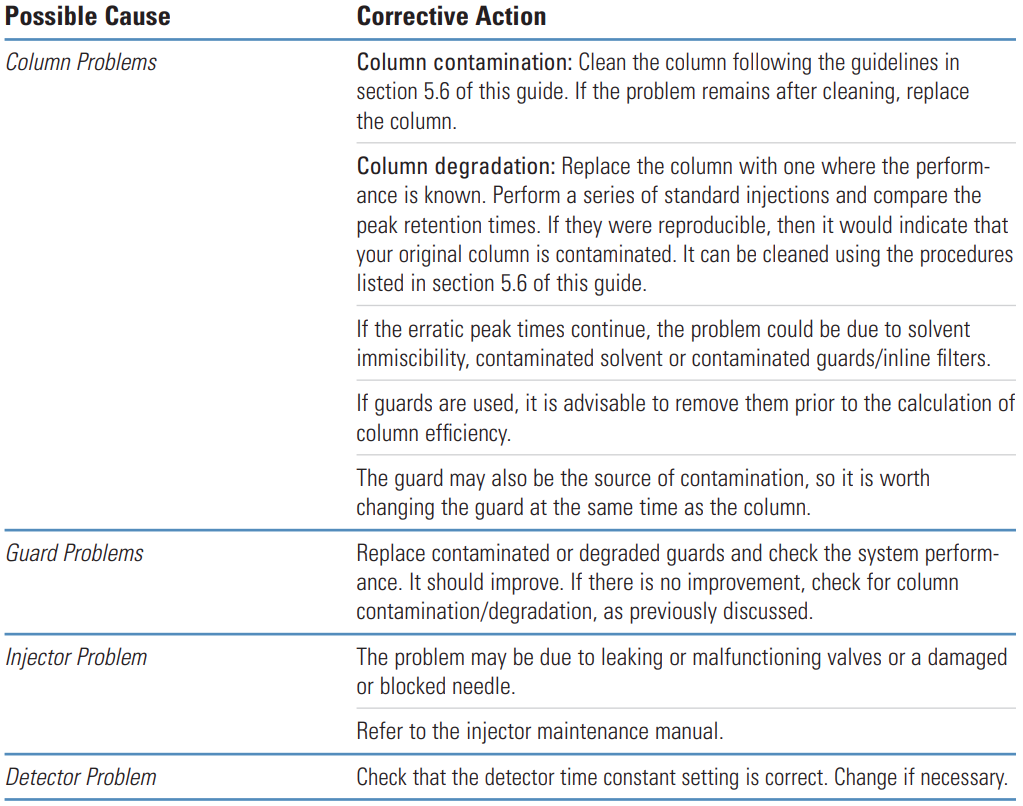 Possible Cause Corrective Action
Column Problems Column contamination: Clean the column following the guidelines in
section 5.6 of this guide. If the problem remains after cleaning, replace
the column.
Column degradation: Replace the column with one where the perform-
ance is known. Perform a series of standard injections and compare the
peak retention times. If they were reproducible, then it would indicate that
your original column is contaminated. It can be cleaned using the procedures
listed in section 5.6 of this guide.
If the erratic peak times continue, the problem could be due to solvent
immiscibility, contaminated solvent or contaminated guards/inline filters.
If guards are used, it is advisable to remove them prior to the calculation of
column efficiency.
The guard may also be the source of contamination, so it is worth
changing the guard at the same time as the column.
Guard Problems Replace contaminated or degraded guards and check the system perform-
ance. It should improve. If there is no improvement, check for column
contamination/degradation, as previously discussed.
Injector Problem The problem may be due to leaking or malfunctioning valves or a damaged
or blocked needle.
Refer to the injector maintenance manual.
Detector Problem Check that the detector time constant setting is correct. Change if necessary.